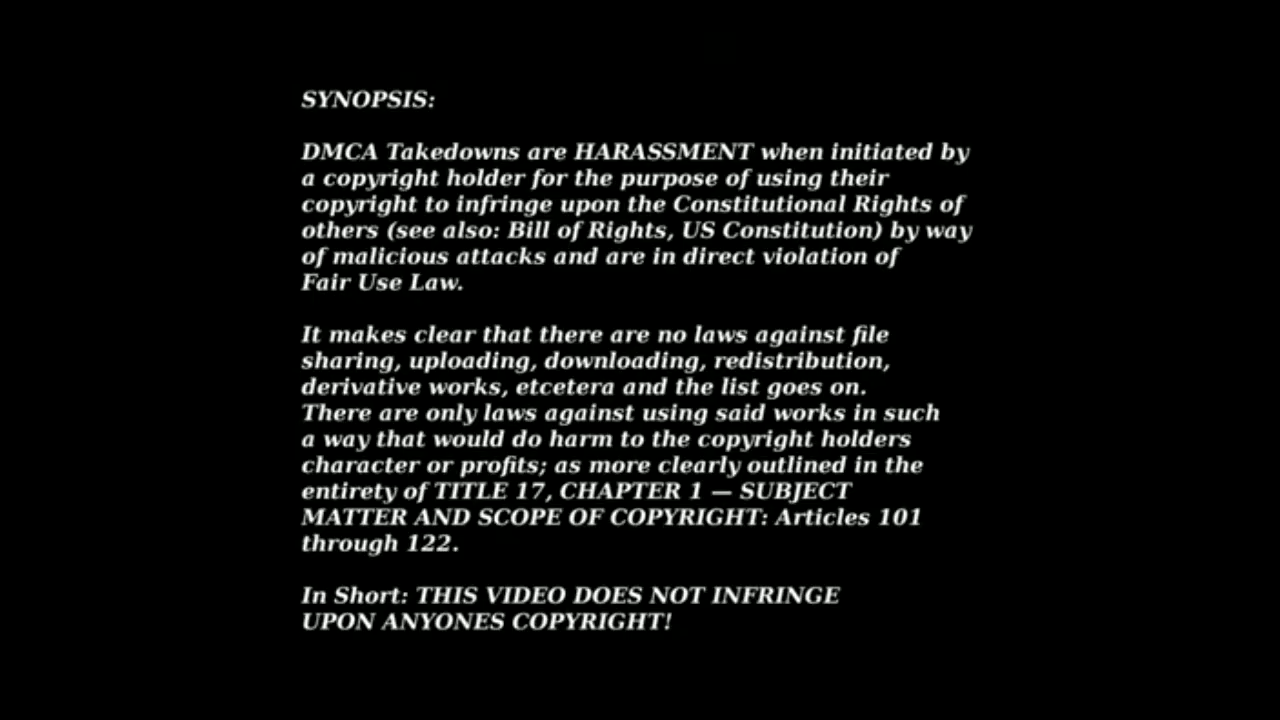 SYNOPSIS:
DMCA Takedowns are HARASSMENT when initiated by
a copyright holder for the purpose of using their
copyright to infringe upon the Constitutional Rights of
others (see also: Bill of Rights, US Constitution) by way
of malicious attacks and are in direct violation of
Fair Use Law.
It makes clear that there are no laws against file
sharing, uploading, downloading, redistribution,
derivative works, etcetera and the list goes on.
There are only laws against using said works in such
a way that would do harm to the copyright holders
character or profits; as more clearly outlined in the
entirety of TITLE 17, CHAPTER 1 — SUBJECT
MATTER AND SCOPE OF COPYRIGHT: Articles 101
through 122.
In Short: THIS VIDEO DOES NOT INFRINGE
UPON ANYONES COPYRIGHT!